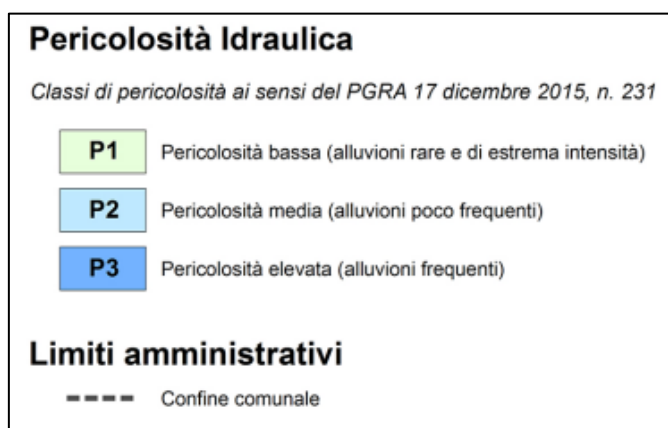 Pericolosità Idraulica
Classi di pericolosità ai sensi del PGRA 17 dicembre 2015, n. 231
P1 Pericolosità bassa (alluvioni rare e di estrema intensità)
P2 Pericolosità media (alluvioni poco frequenti)
P3 Pericolosità elevata (alluvioni frequenti)
Limiti amministrativi
Confine comunale